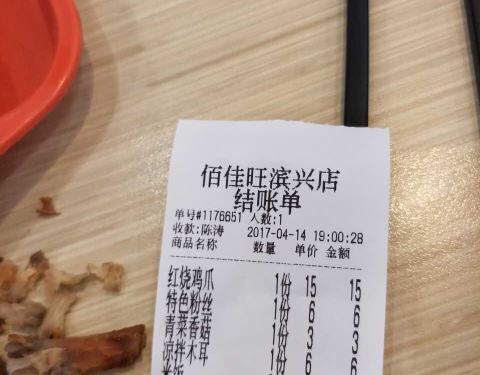 佰佳旺滨兴店
结账单
单号#1176651 人数:1
收款:陈涛 2017-04-14 19:00:28
商品名称 数量 单价 金额
红烧鸡爪 1份 15 15
特色粉丝 1份 6 6
青菜香菇 1份 3 3
凉拌木耳 1份 6 6